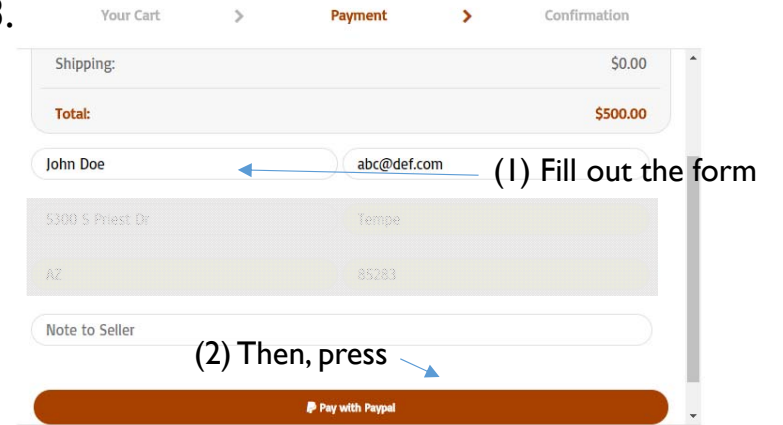 3.
Your Cart > Payment > Confirmation
Shipping: $0.00
Total: $500.00
John Doe abc@def.com
(1) Fill out the form
5300 S Priest Dr Tempe
AZ 85283
Note to Seller
(2) Then, press
Pay with Paypal